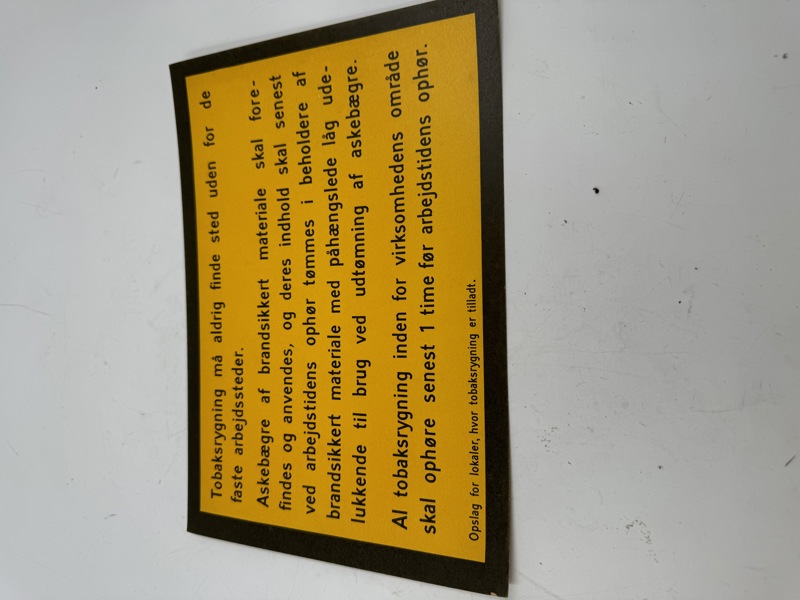 Tobaksrygning må aldrig finde sted uden for de
faste arbejdssteder.
Askebægre af brandsikkert materiale skal fore-
findes og anvendes, og deres indhold skal senest
ved arbejdstidens ophør tømmes i beholdere af
brandsikkert materiale med påhængslede låg ude-
lukkende til brug ved udtømning af askebægre.
Al tobaksrygning inden for virksomhedens område
skal ophøre senest 1 time før arbejdstidens ophør.
Opslag for lokaler, hvor tobaksrygning er tilladt.